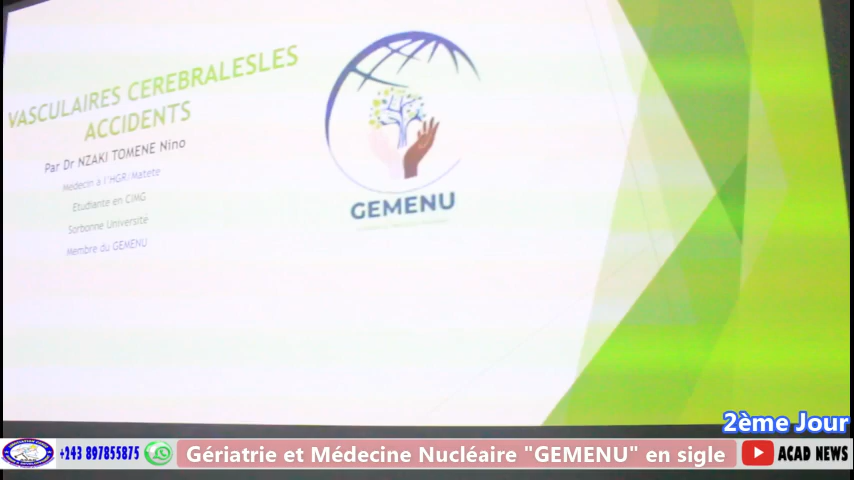 VASCULAIRES CEREBRALESLES
ACCIDENTS
Par Dr NZAKI TOMENE Nino
Médecin à l'HGR/Matete
Etudiante en CIMG
Sorbonne Université
Membre du GEMENU
GEMENU
2ème Jour
+243 897855875
Gériatrie et Médecine Nucléaire "GEMENU" en sigle
ACAD NEWS